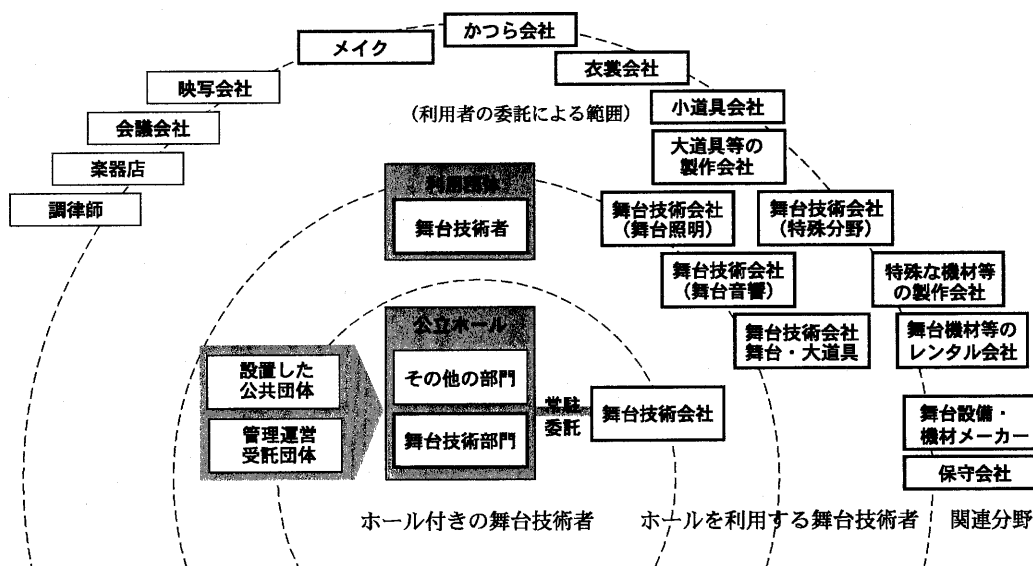 かつら会社
メイク
衣裳会社
映写会社
小道具会社
(利用者の委託による範囲)
会議会社
大道具等の
製作会社
楽器店
利用団体
調律師
舞台技術者
舞台技術会社
(舞台照明)
舞台技術会社
(特殊分野)
舞台技術会社
(舞台音響)
特殊な機材等
の製作会社
公立ホール
舞台技術会社
舞台・大道具
舞台機材等の
レンタル会社
設置した
公共団体
その他の部門
管理運営
受託団体
舞台技術部門
常駐
委託
舞台技術会社
舞台設備・
機材メーカー
保守会社
ホール付きの舞台技術者
ホールを利用する舞台技術者
関連分野